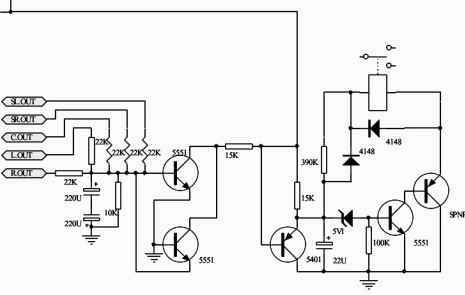 SL.OUT
SR.OUT
C.OUT
L.OUT
R.OUT
22K
22K
22K
22K
22K
220U
220U
10K
5551
5551
15K
390K
15K
4148
4148
5401
22U
5V1
100K
5551
SPNP